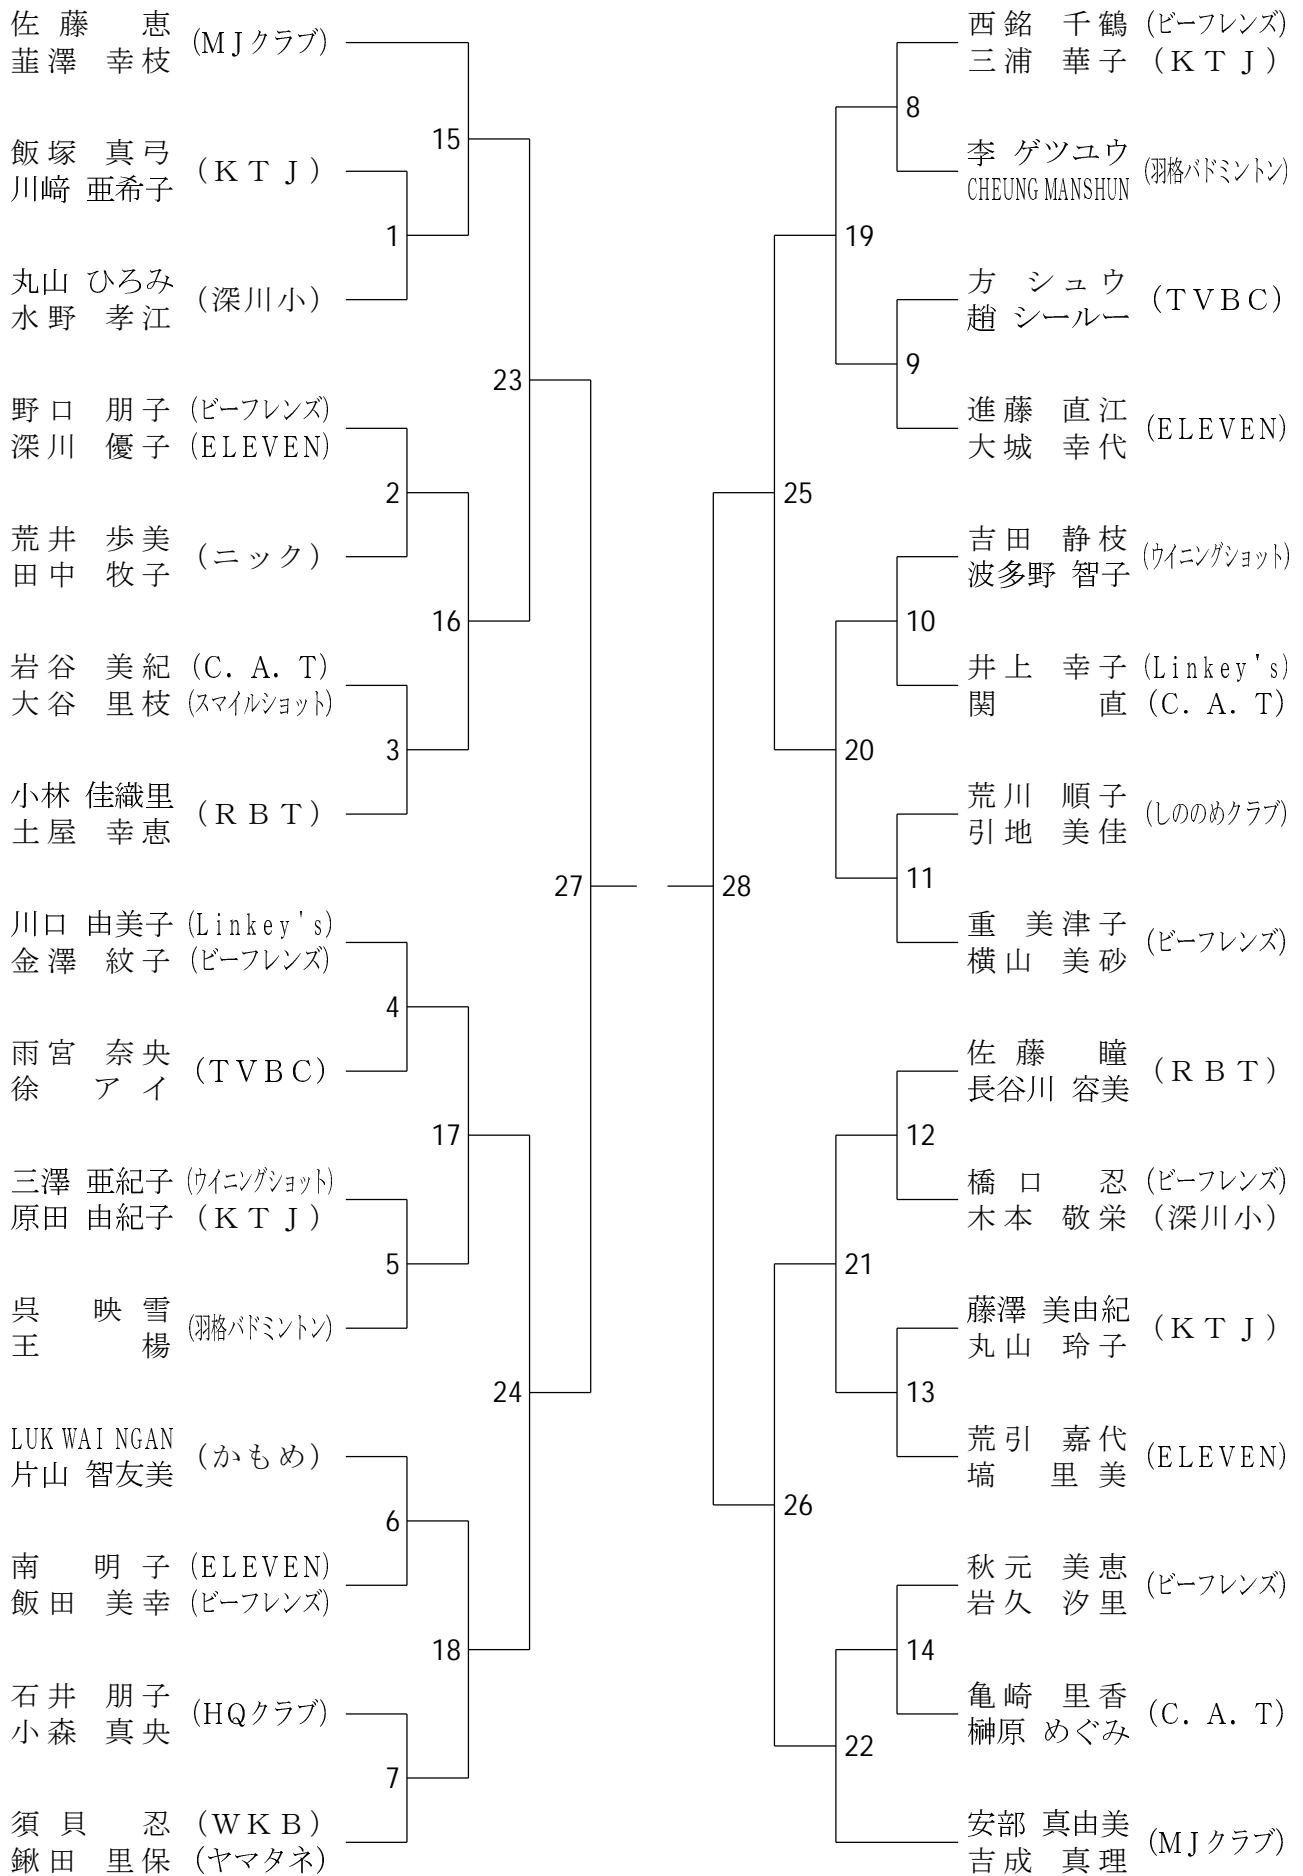 佐藤 恵 (MJクラブ)
韮澤 幸枝
15
飯塚 真弓 (KTJ)
川﨑 亜希子
1
丸山 ひろみ (深川小)
水野 孝江
23
野口 朋子 (ビーフレンズ)
深川 優子 (ELEVEN)
2
荒井 歩美 (ニック)
田中 牧子
16
岩谷 美紀 (C. A. T)
大谷 里枝 (スマイルショット)
3
小林 佳織里 (RBT)
土屋 幸恵
27
川口 由美子 (Linkey's)
金澤 紋子 (ビーフレンズ)
4
雨宮 奈央 (TVBC)
徐 アイ
17
三澤 亜紀子 (ウイニングショット)
原田 由紀子 (KTJ)
5
呉 映雪 (羽格バドミントン)
王 楊
24
LUK WAI NGAN (かもめ)
片山 智友美
6
南 明子 (ELEVEN)
飯田 美幸 (ビーフレンズ)
18
石井 朋子 (HQクラブ)
小森 真央
7
須貝 忍 (WKB)
鍬田 里保 (ヤマタネ)
西銘 千鶴 (ビーフレンズ)
三浦 華子 (KTJ)
8
李 ゲツユウ (羽格バドミントン)
CHEUNG MANSHUN
19
方 シュウ (TVBC)
趙 シールー
9
進藤 直江 (ELEVEN)
大城 幸代
25
吉田 静枝 (ウイニングショット)
波多野 智子
10
井上 幸子 (Linkey's)
関 直 (C. A. T)
20
荒川 順子 (しののめクラブ)
引地 美佳
11
28
重 美津子 (ビーフレンズ)
横山 美砂
佐藤 瞳 (RBT)
長谷川 容美
12
橋口 忍 (ビーフレンズ)
木本 敬栄 (深川小)
21
藤澤 美由紀 (KTJ)
丸山 玲子
13
荒引 嘉代 (ELEVEN)
塙 里美
26
秋元 美恵 (ビーフレンズ)
岩久 汐里
14
亀崎 里香 (C. A. T)
榊原 めぐみ
22
安部 真由美 (MJクラブ)
吉成 真理